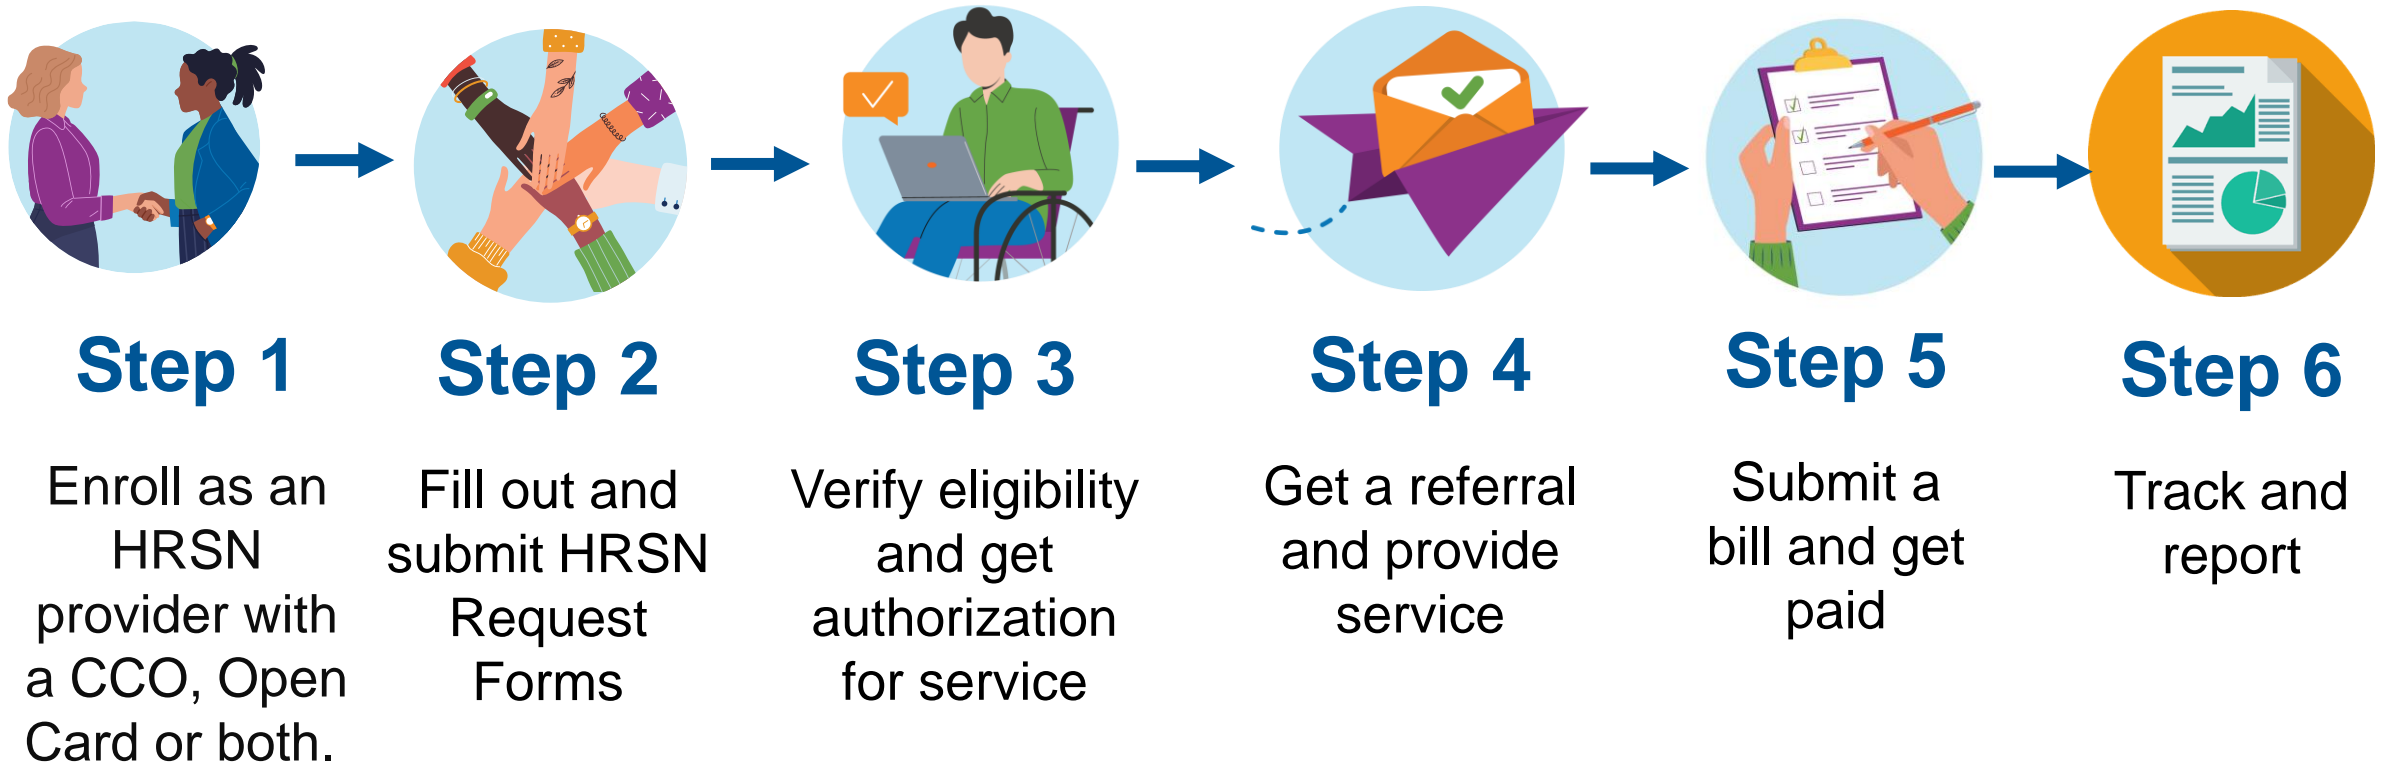 Step 1
Enroll as an
HRSN
provider with
a CCO, Open
Card or both.
Step 2
Fill out and
submit HRSN
Request
Forms
Step 3
Verify eligibility
and get
authorization
for service
Step 4
Get a referral
and provide
service
Step 5
Submit a
bill and get
paid
Step 6
Track and
report